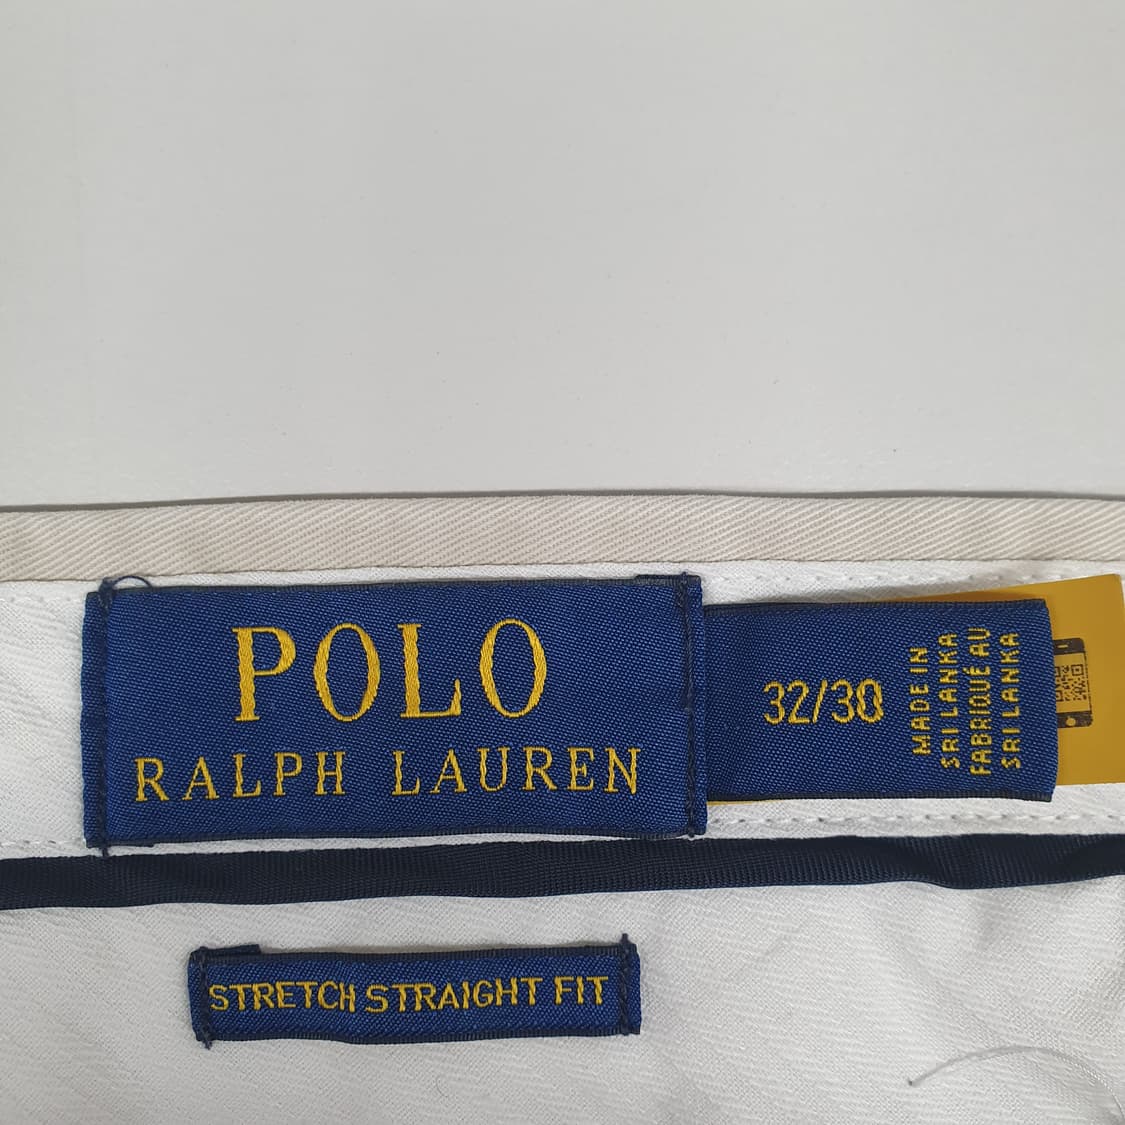 POLO
RALPH LAUREN
32/30
MADE IN
SRI LANKA
FABRIQUÉ AU
SRI LANKA
STRETCH STRAIGHT FIT